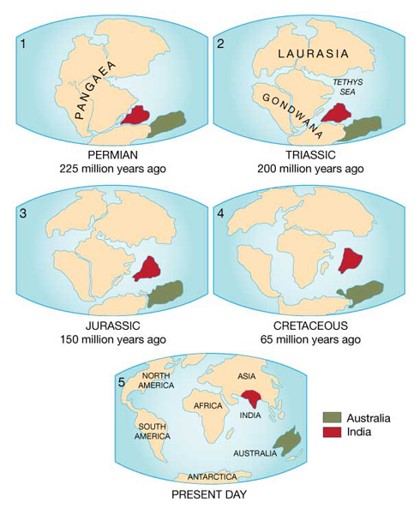 1
PANGAEA
PERMIAN
225 million years ago
2
LAURASIA
TETHYS
SEA
GONDWANA
TRIASSIC
200 million years ago
3
JURASSIC
150 million years ago
4
CRETACEOUS
65 million years ago
5
NORTH
AMERICA
ASIA
AFRICA
INDIA
SOUTH
AMERICA
AUSTRALIA
ANTARCTICA
PRESENT DAY
Australia
India